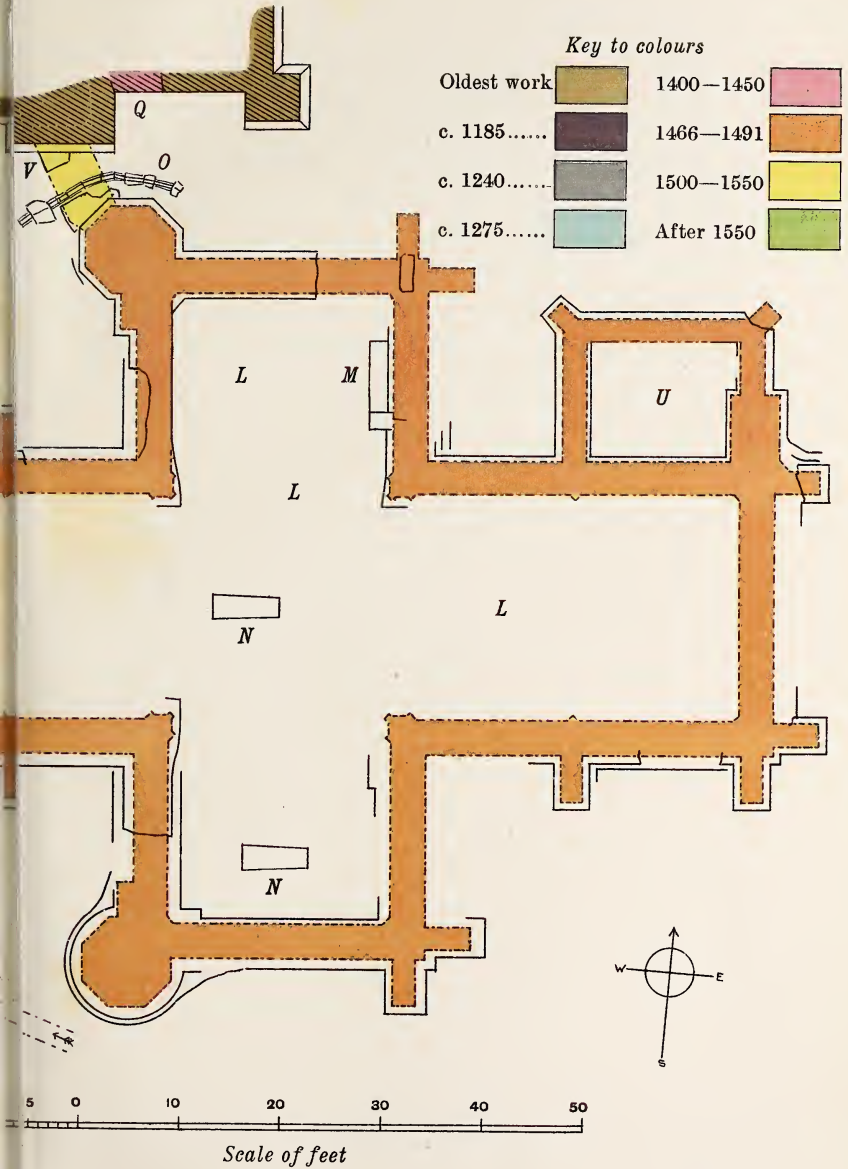 Key to colours
Oldest work 1400—1450
c. 1185...... 1466—1491
c. 1240...... 1500—1550
c. 1275...... After 1550
Q
V O
L M
U
L
L
N
N
W E
S
5 0 10 20 30 40 50
Scale of feet